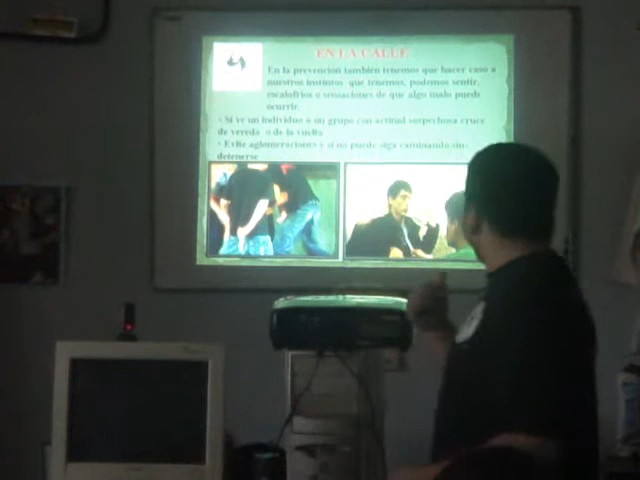 EN LA CALLE
En la prevención también tenemos que hacer caso a
nuestros instintos que tenemos, podemos sentir,
escalofríos o sensaciones de que algo malo puede
ocurrir.
• Si ve un individuo o un grupo con actitud sospechosa cruce
de vereda o de la vuelta
• Evite aglomeraciones y si no puede siga caminando sin
detenerse